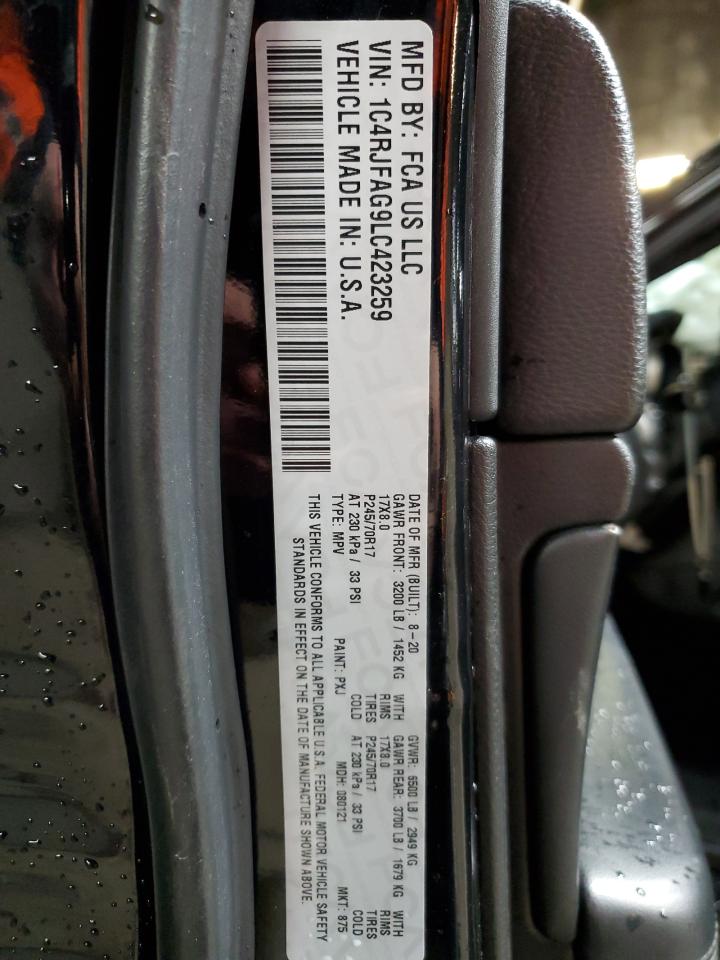 MFD BY: FCA US LLC
VIN: 1C4RJFAG9LC423259
VEHICLE MADE IN: U.S.A.
DATE OF MFR (BUILT): 8-20 GVWR: 6500 LB / 2949 KG
GAWR FRONT: 3200 LB / 1452 KG WITH GAWR REAR: 3700 LB / 1679 KG WITH
17X8.0 RIMS 17X8.0 RIMS
P245/70R17 TIRES P245/70R17 TIRES
AT 230 kPa / 33 PSI COLD AT 230 kPa / 33 PSI COLD
TYPE: MPV PAINT: PXJ MDH: 080121 MKT: 875
THIS VEHICLE CONFORMS TO ALL APPLICABLE U.S.A. FEDERAL MOTOR VEHICLE SAFETY
STANDARDS IN EFFECT ON THE DATE OF MANUFACTURE SHOWN ABOVE.